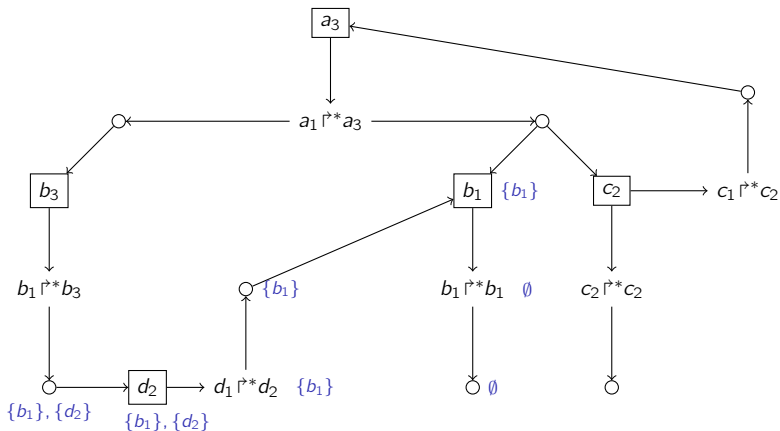 a₃
a₁ ↱* a₃
b₃
b₁ {b₁}
c₂
c₁ ↱* c₂
b₁ ↱* b₃
{b₁}
b₁ ↱* b₁ ∅
c₂ ↱* c₂
d₂
d₁ ↱* d₂ {b₁}
∅
{b₁}, {d₂}
{b₁}, {d₂}